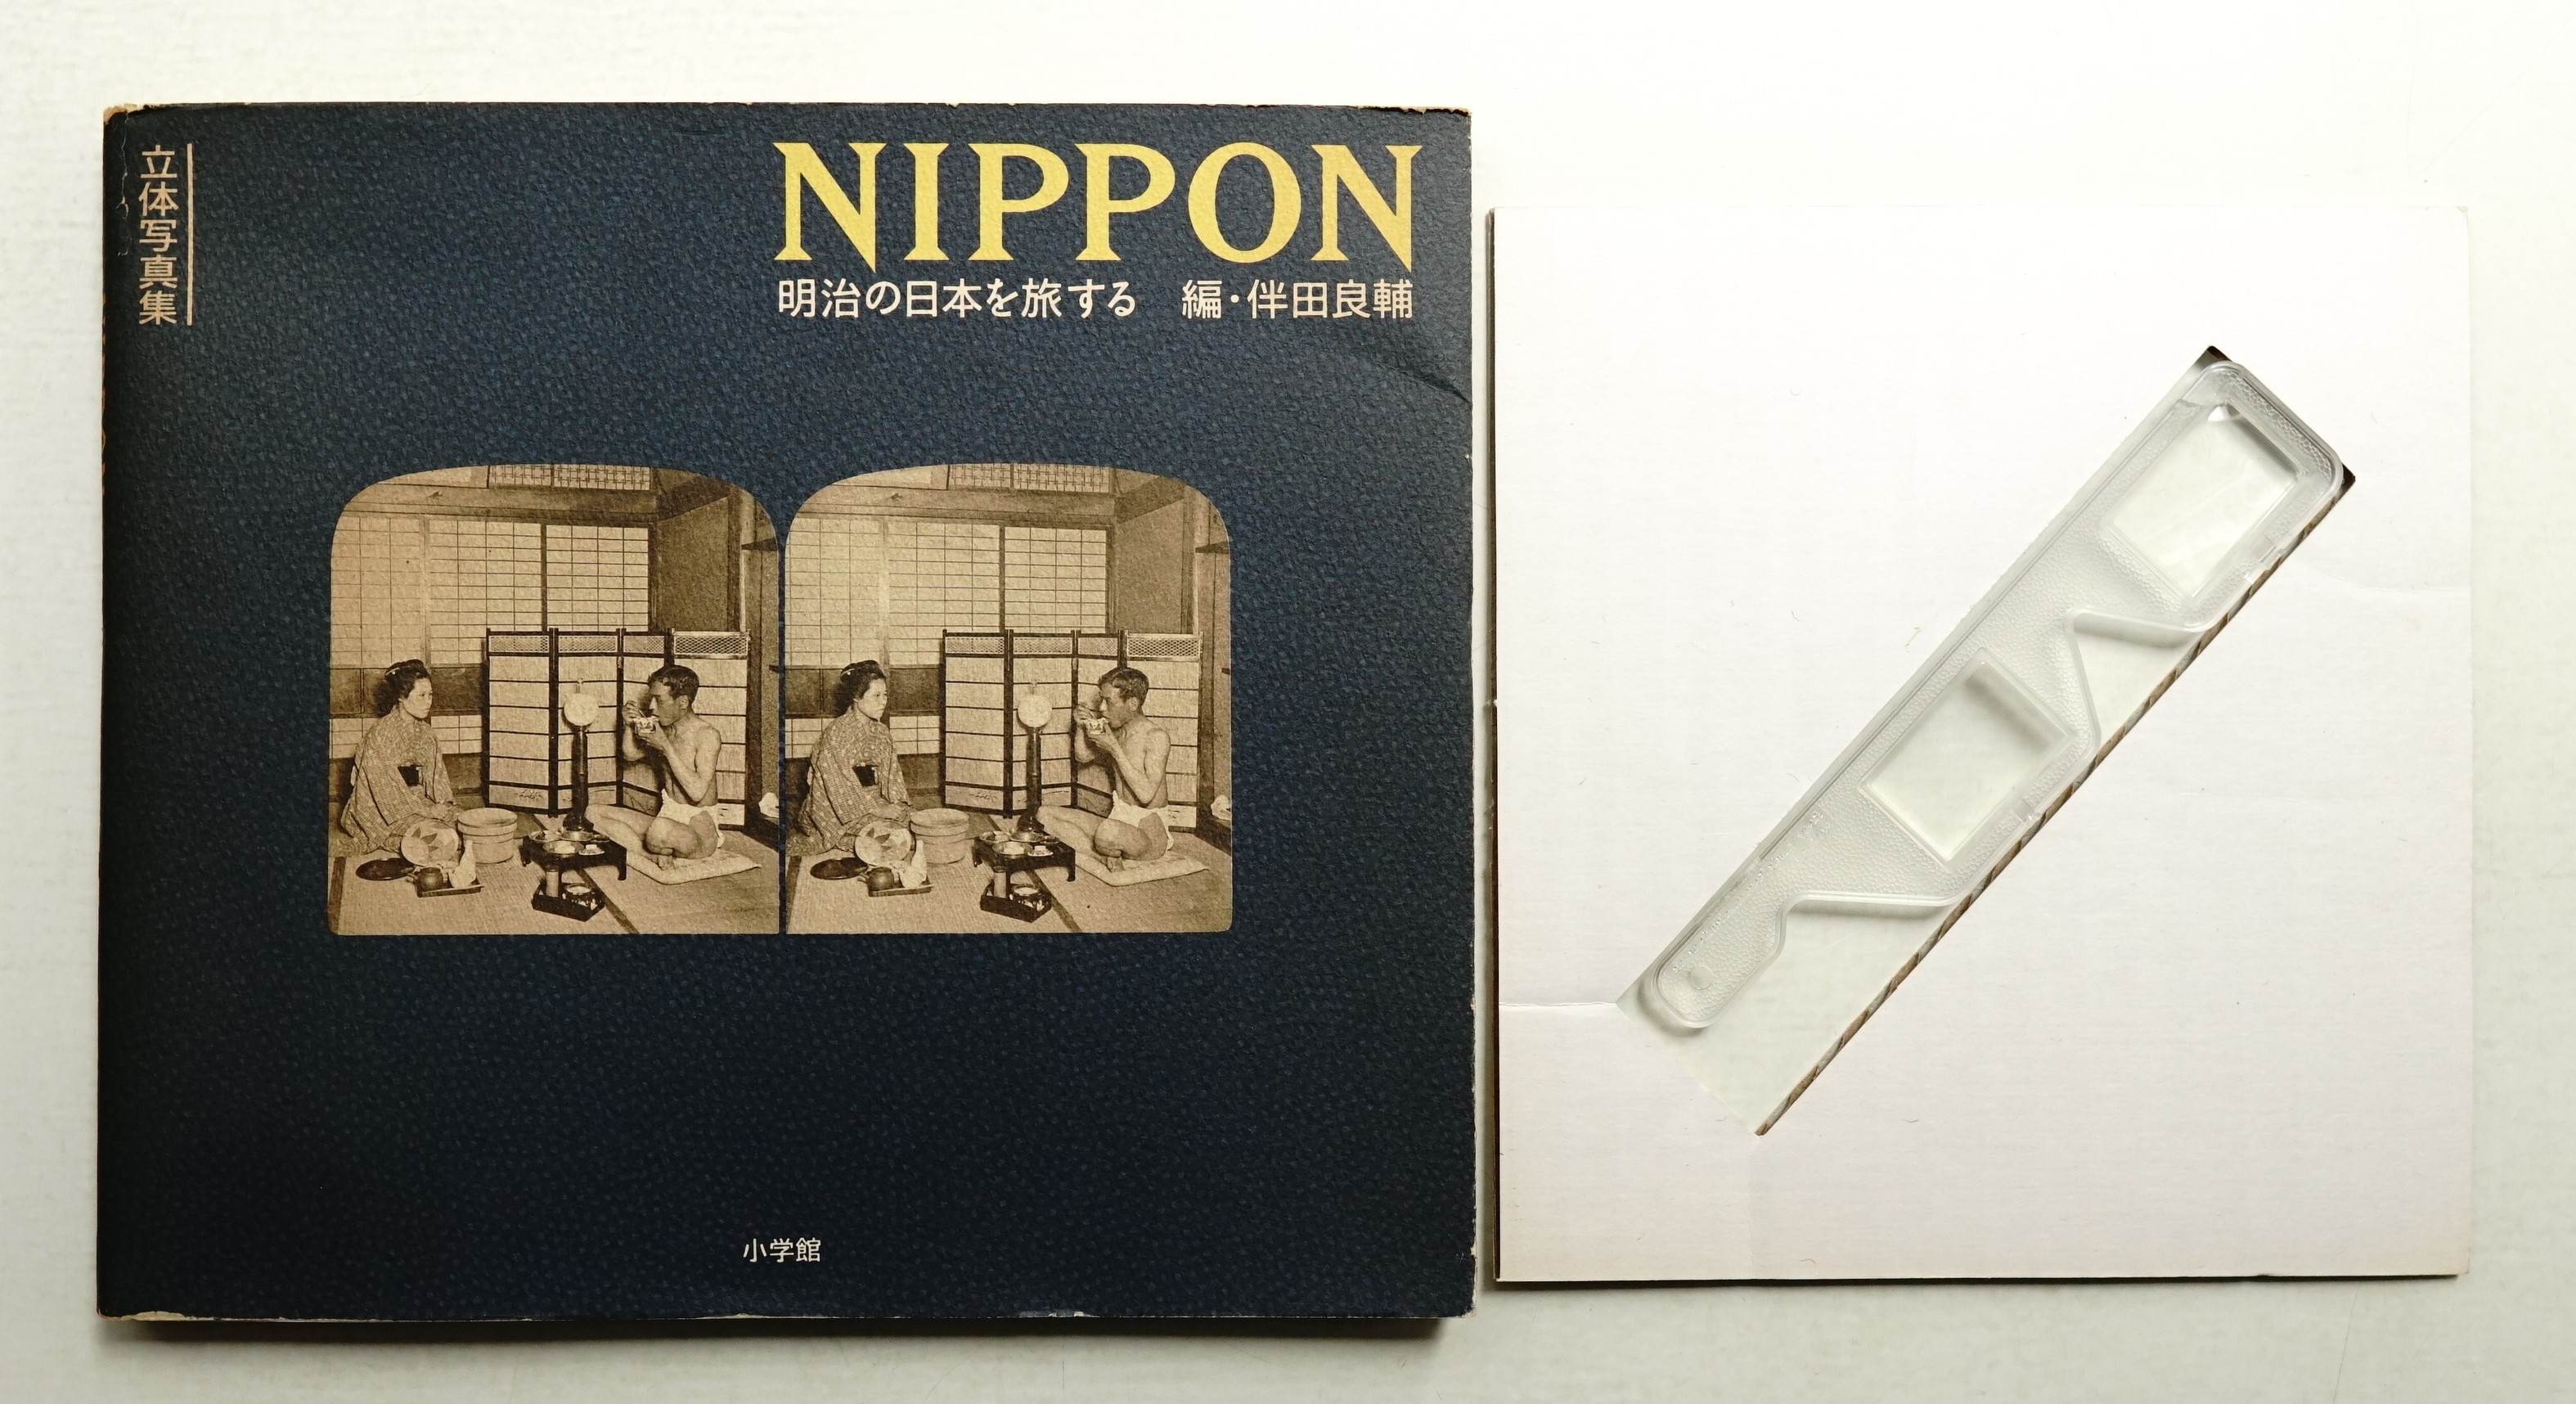 立体写真集
NIPPON
明治の日本を旅する 編・伴田良輔
小学館